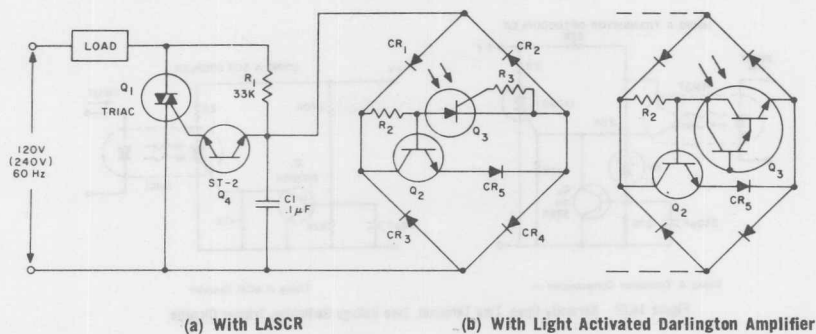 LOAD
Q1
TRIAC
R1
33K
120V
(240V)
60 Hz
ST-2
Q4
C1
.1μF
CR1
CR2
R3
R2
Q3
Q2
CR5
CR3
CR4
R2
Q3
Q2
CR5
(a) With LASCR
(b) With Light Activated Darlington Amplifier